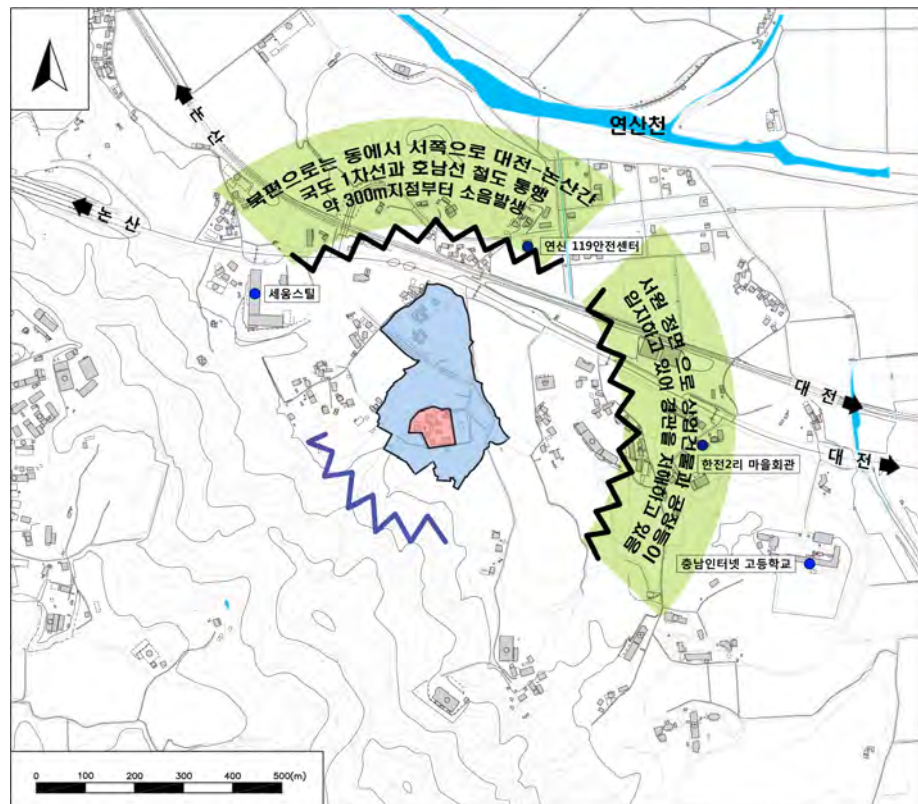 연산천
논 산
북편으로는 동에서 서쪽으로 대전-논산간
국도 1차선과 호남선 철도 통행
약 300m지점부터 소음발생
논 산
연신 119안전센터
세움스틸
서원 정면 으로 상업건물과 공장등이
입지하고 있어 경관을 저해하고 있음
대 전
한전2리 마을회관
대 전
충남인터넷 고등학교
0 100 200 300 400 500(m)